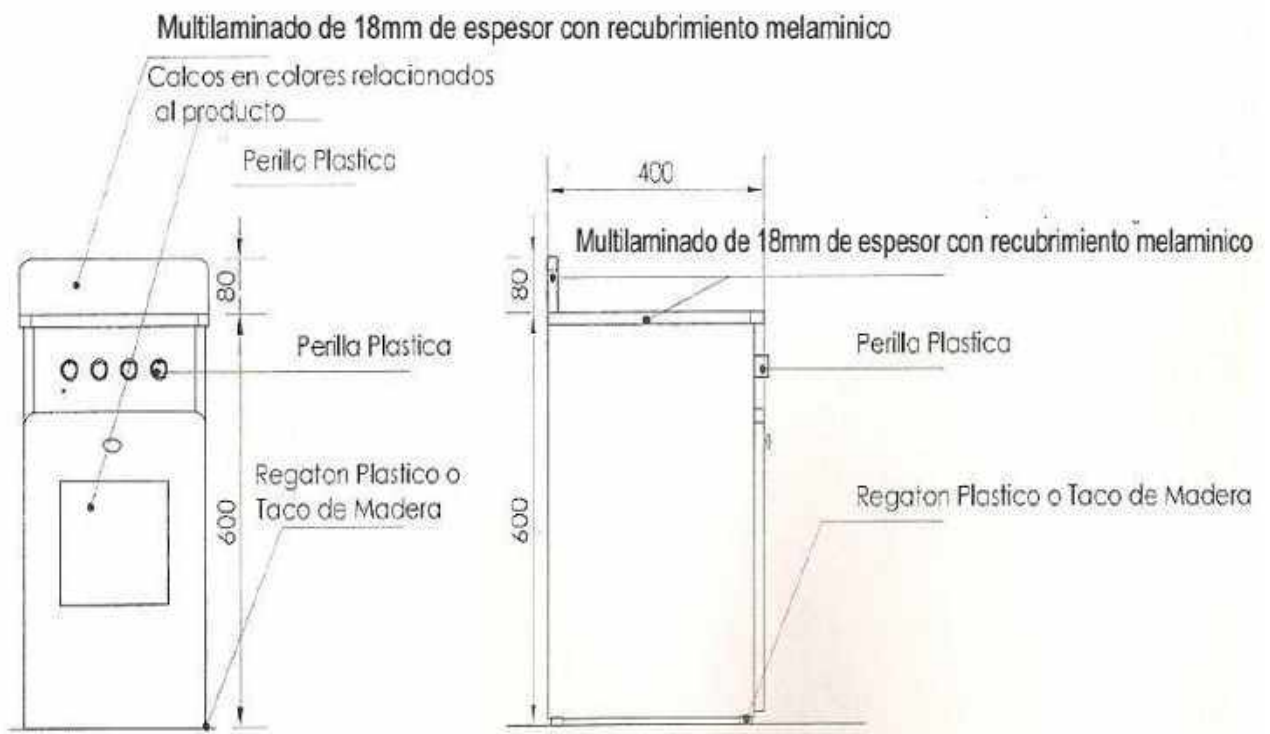 Multilaminado de 18mm de espesor con recubrimiento melaminico
Calcos en colores relacionados
al producto
Perilla Plastica
80
Perilla Plastica
Regaton Plastico o
Taco de Madera
600
400
Multilaminado de 18mm de espesor con recubrimiento melaminico
80
Perilla Plastica
Regaton Plastico o Taco de Madera
600